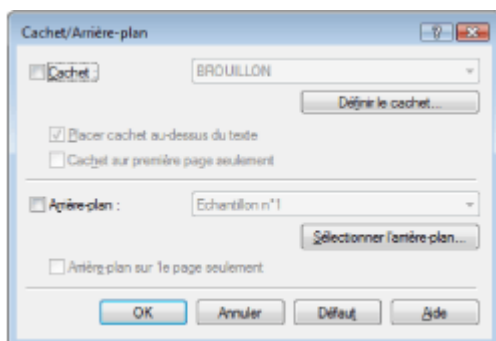 Cachet/Arrière-plan
Cachet :
BROUILLON
Définir le cachet...
Placer cachet au-dessus du texte
Cachet sur première page seulement
Arrière-plan :
Echantillon n°1
Sélectionner l'arrière-plan...
Arrière-plan sur 1e page seulement
OK Annuler Défaut Aide